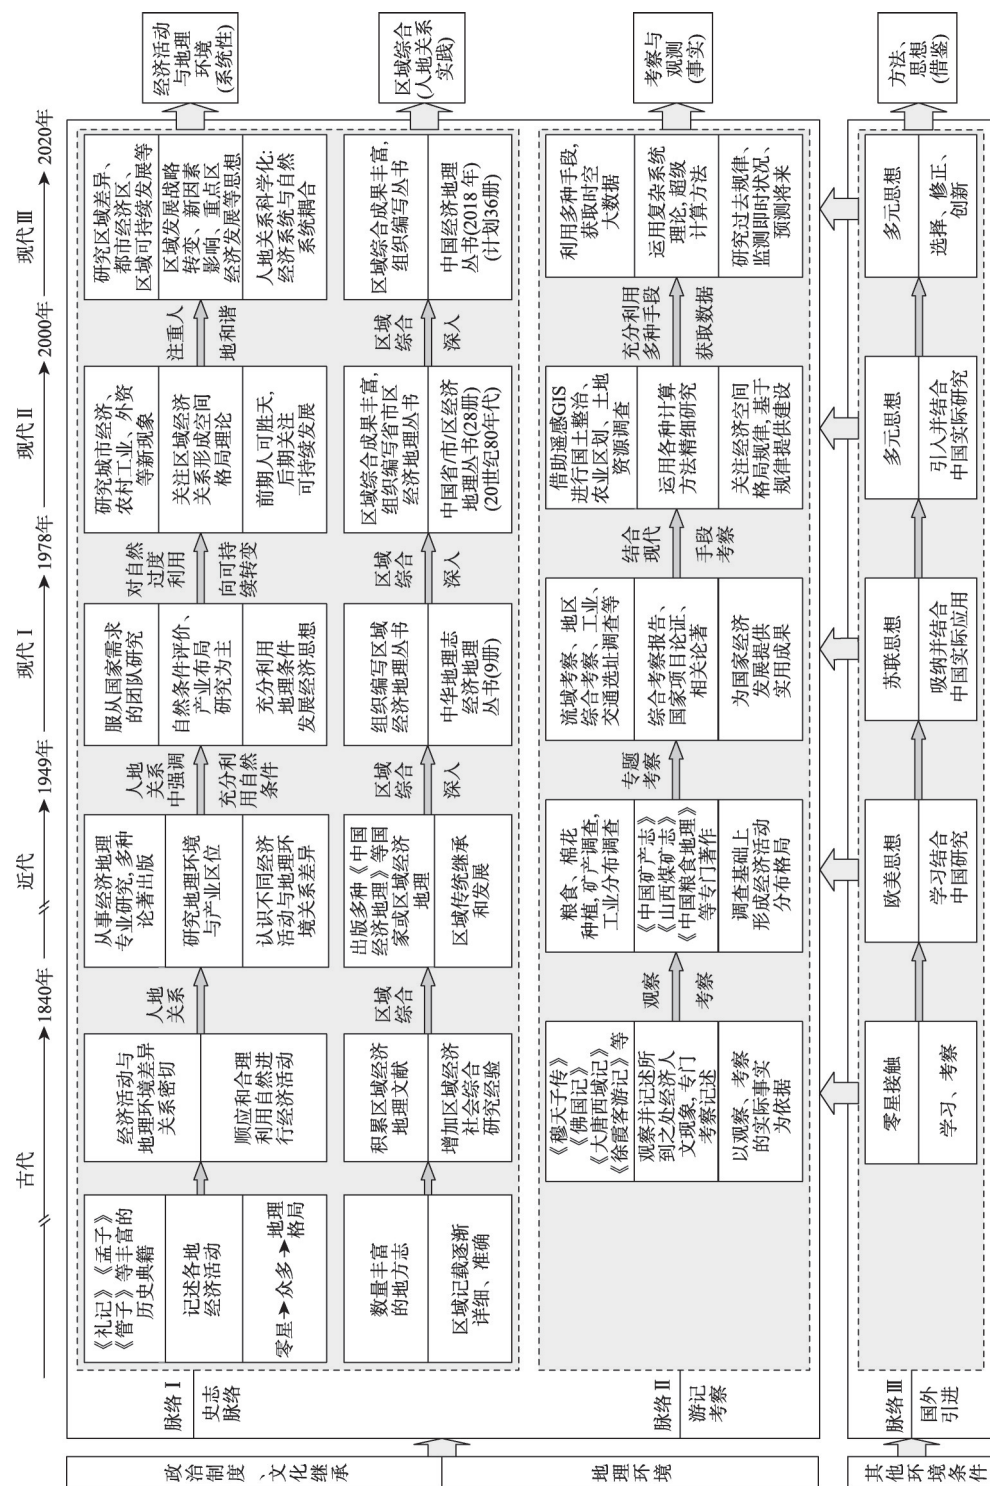 古代
1840年
近代
1949年
现代Ⅰ
1978年
现代Ⅱ
2000年
现代Ⅲ
2020年
政治制度、文化继承
地理环境
其他环境条件
脉络Ⅰ
史志
脉络
《礼记》《孟子》
《管子》等丰富的
历史典籍
记述各地
经济活动
零星→众多→地理
格局
经济活动与
地理环境差异
关系密切
顺应和合理
利用自然进
行经济活动
人地
关系
从事经济地理
专业研究,多种
论著出版
研究地理环境
与产业区位
认识不同经济
活动与地理环
境关系差异
人地
关系
中强调
充分利
用自然
条件
服从国家需求
的团队研究
自然条件评价、
产业布局
研究为主
充分利用
地理条件
发展经济思想
对自然
过度
利用
向可持
续转变
研究城市经济、
农村工业、外资
等新现象
关注区域经济
关系形成空间
格局理论
前期人可胜天,
后期关注
可持续发展
注重人
地和谐
研究区域差异、
都市经济区、
区域可持续发展等
区域发展战略
转变、新因素
影响、重点区
经济发展等思想
人地关系科学化:
经济系统与自然
系统耦合
经济活动
与地理
环境
(系统性)
数量丰富
的地方志
区域记载逐渐
详细、准确
积累区域经济
地理文献
增加区域经济
社会综合
研究经验
区域
综合
出版多种《中国
经济地理》等国
家或区域经济
地理
区域传统继承
和发展
区域
综合
深入
组织编写区域
经济地理丛书
中华地理志
经济地理
丛书(9册)
区域
综合
深入
区域综合成果丰富,
组织编写省市区
经济地理丛书
中国省/市/区经济
地理丛书(28册)
(20世纪80年代)
区域
综合
深入
区域综合成果丰富,
组织编写丛书
中国经济地理
丛书(2018 年)
(计划36册)
区域综合
(人地关系
实践)
脉络Ⅱ
游记
考察
《穆天子传》
《佛国记》
《大唐西域记》
《徐霞客游记》等
观察并记述所
到之处经济人
文现象,专门
考察记述
以观察、考察
的实际事实
为依据
观察
考察
粮食、棉花
种植,矿产调查,
工业分布调查
《中国矿产志》
《山西煤矿志》
《中国粮食地理》
等专门著作
调查基础上
形成经济活动
分布格局
专题
考察
流域考察、地区
综合考察、工业、
交通选址调查等
综合考察报告、
国家项目论证、
相关论著
为国家经济
发展提供
实用成果
结合
现代
手段
考察
借助遥感GIS
进行国土整治、
农业区划、土地
资源调查
运用各种计算
方法精细研究
关注经济空间
格局规律,基于
规律提供建设
充分利用
多种手段
获取数据
利用多种手段,
获取时空
大数据
运用复杂系统
理论,超级
计算方法
研究过去规律、
监测即时状况、
预测将来
考察与
观测
(事实)
脉络Ⅲ
国外
引进
零星接触
学习、考察
欧美思想
学习结合
中国研究
苏联思想
吸纳并结合
中国实际应用
多元思想
引入并结合
中国实际研究
多元思想
选择、修正、
创新
方法、
思想
(借鉴)